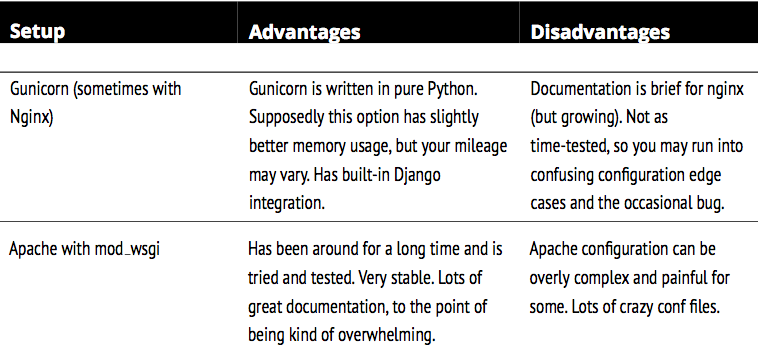 Setup Advantages Disadvantages
Gunicorn (sometimes with
Nginx)
Gunicorn is written in pure Python.
Supposedly this option has slightly
better memory usage, but your mileage
may vary. Has built-in Django
integration.
Documentation is brief for nginx
(but growing). Not as
time-tested, so you may run into
confusing configuration edge
cases and the occasional bug.
Apache with mod_wsgi
Has been around for a long time and is
tried and tested. Very stable. Lots of
great documentation, to the point of
being kind of overwhelming.
Apache configuration can be
overly complex and painful for
some. Lots of crazy conf files.